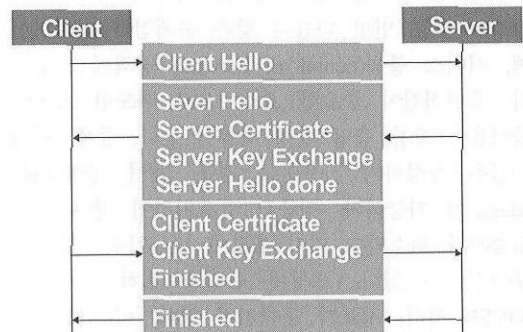 Client
Server
Client Hello
Sever Hello
Server Certificate
Server Key Exchange
Server Hello done
Client Certificate
Client Key Exchange
Finished
Finished